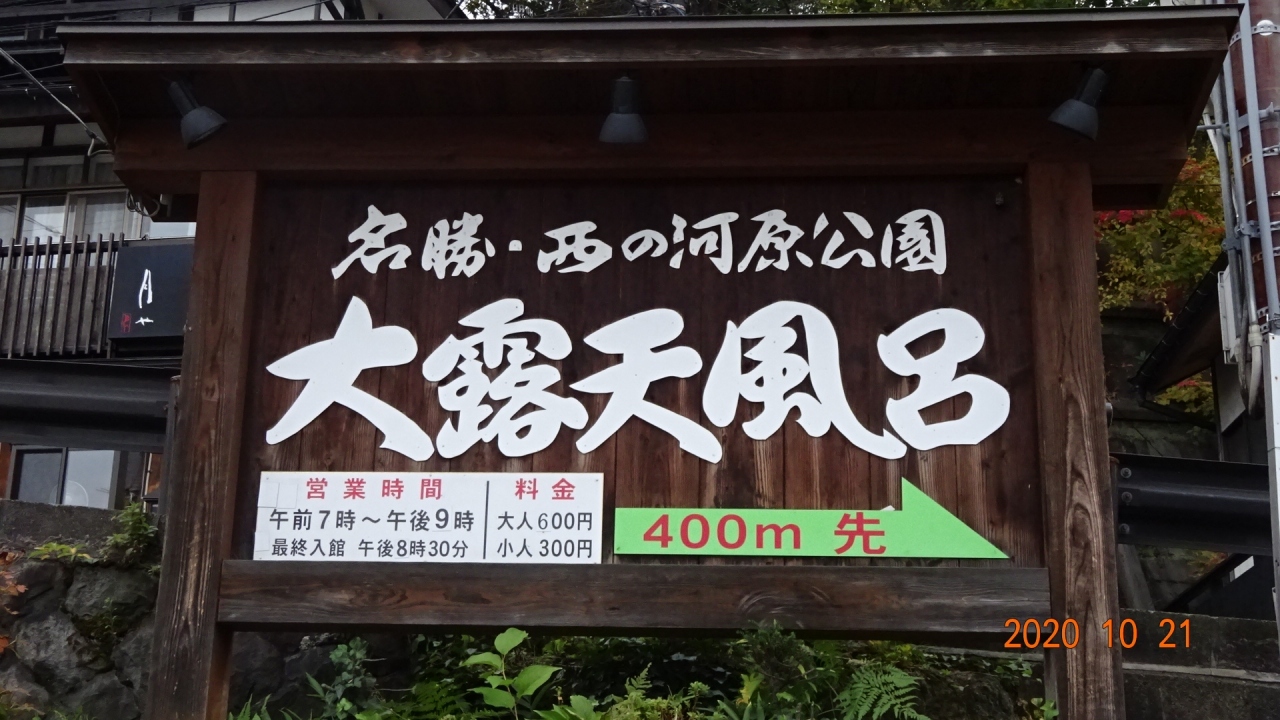 名勝・西の河原公園
大露天風呂
営業時間
午前7時～午後9時
最終入館 午後8時30分
料金
大人600円
小人300円
400m 先
2020 10 21